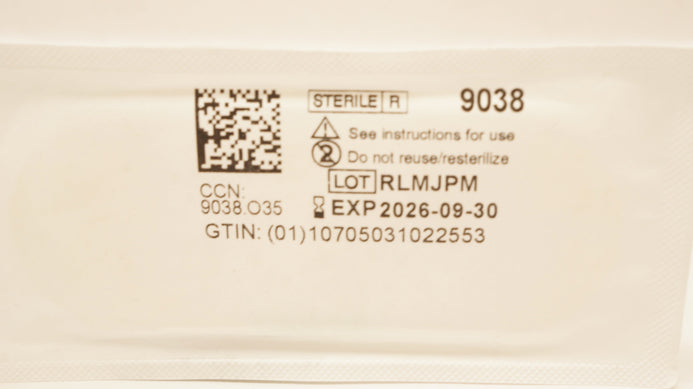 STERILE R 9038
See instructions for use
2 Do not reuse/resterilize
LOT RLMJPM
CCN:
9038.O35
EXP 2026-09-30
GTIN: (01)10705031022553